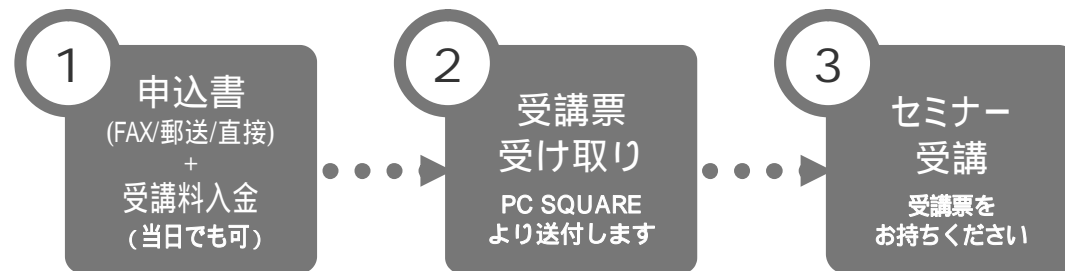 1
申込書
(FAX/郵送/直接)
+
受講料入金
(当日でも可)
2
受講票
受け取り
PC SQUARE
より送付します
3
セミナー
受講
受講票を
お持ちください